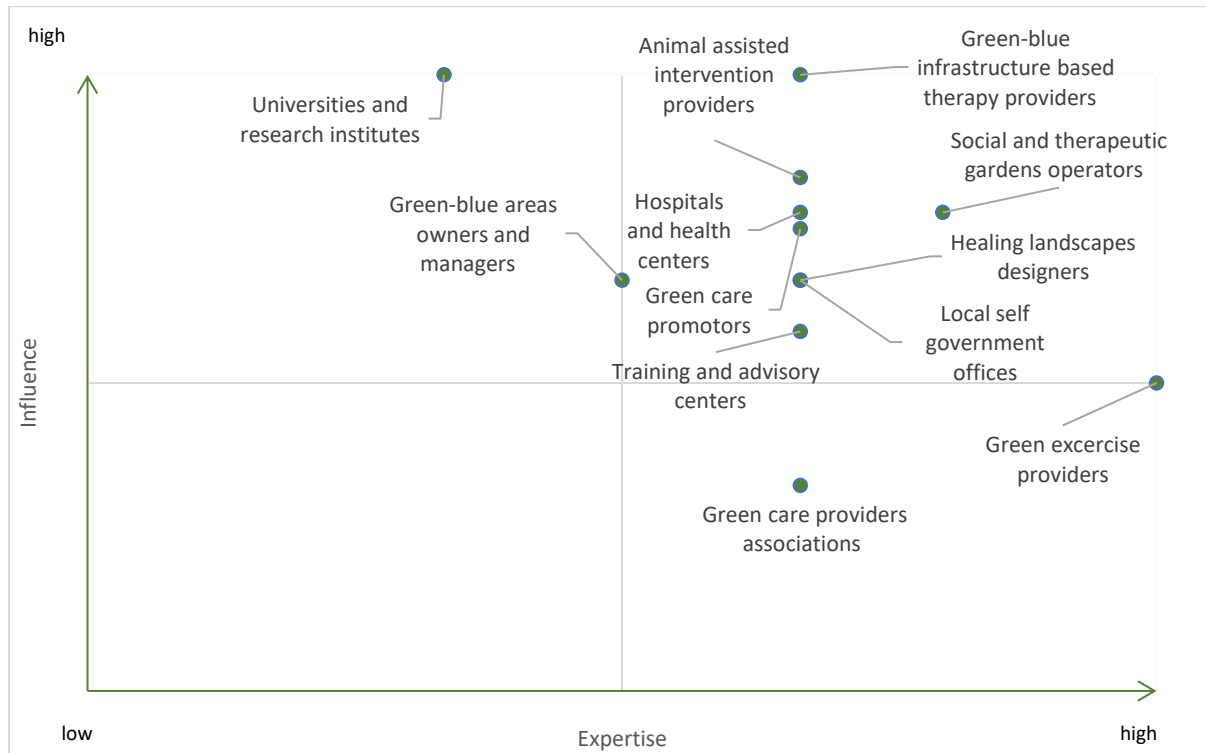 high
Animal assisted
intervention
providers
Green-blue
infrastructure based
therapy providers
Universities and
research institutes
Social and therapeutic
gardens operators
Green-blue areas
owners and
managers
Hospitals
and health
centers
Healing landscapes
designers
Green care
promotors
Local self
government
offices
Training and advisory
centers
Influence
Green excercise
providers
Green care providers
associations
low
Expertise
high